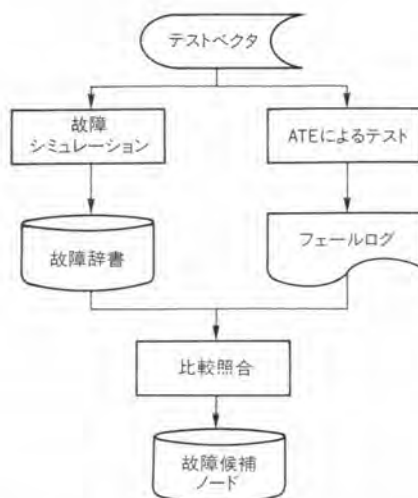 テストベクタ
故障
シミュレーション
ATEによるテスト
故障辞書
フェールログ
比較照合
故障候補
ノード